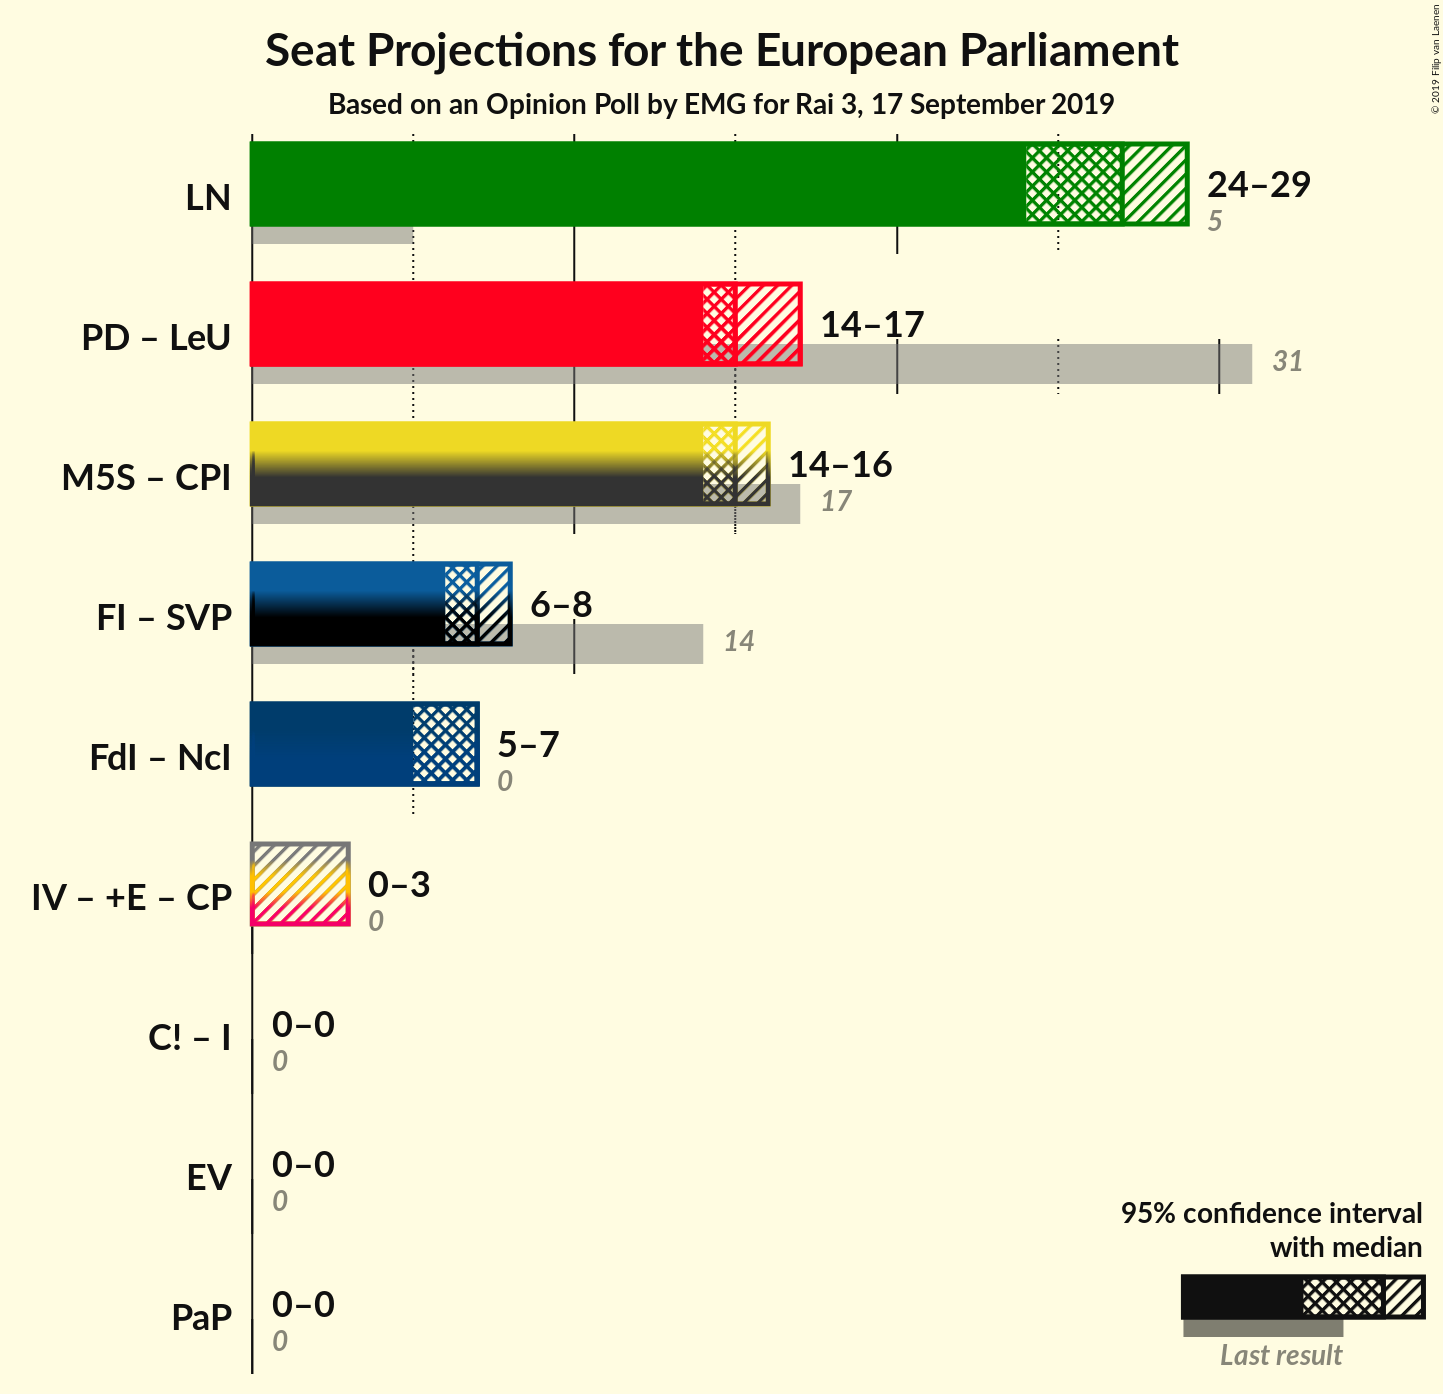 Seat Projections for the European Parliament
Based on an Opinion Poll by EMG for Rai 3, 17 September 2019
© 2019 Filip van Laenen
LN
24–29
5
PD – LeU
14–17
31
M5S – CPI
14–16
17
FI – SVP
6–8
14
FdI – NcI
5–7
0
IV – +E – CP
0–3
0
C! – I
0–0
0
EV
0–0
0
PaP
0–0
0
95% confidence interval
with median
Last result